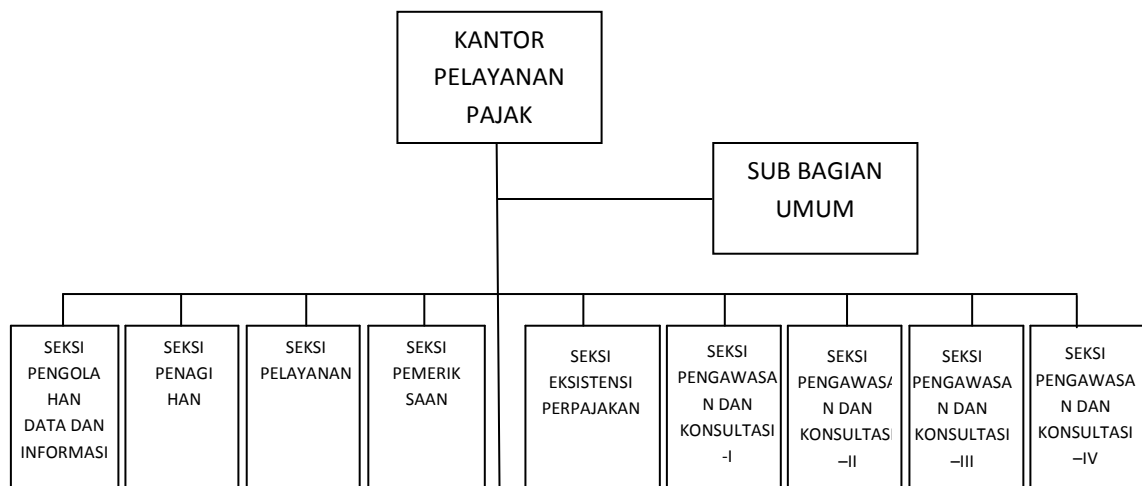 KANTOR
PELAYANAN
PAJAK
SUB BAGIAN
UMUM
SEKSI
PENGOLA
HAN
DATA DAN
INFORMASI
SEKSI
PENAGI
HAN
SEKSI
PELAYANAN
SEKSI
PEMERIK
SAAN
SEKSI
EKSISTENSI
PERPAJAKAN
SEKSI
PENGAWASA
N DAN
KONSULTASI
-I
SEKSI
PENGAWASA
N DAN
KONSULTASI
–II
SEKSI
PENGAWASA
N DAN
KONSULTASI
–III
SEKSI
PENGAWASA
N DAN
KONSULTASI
–IV